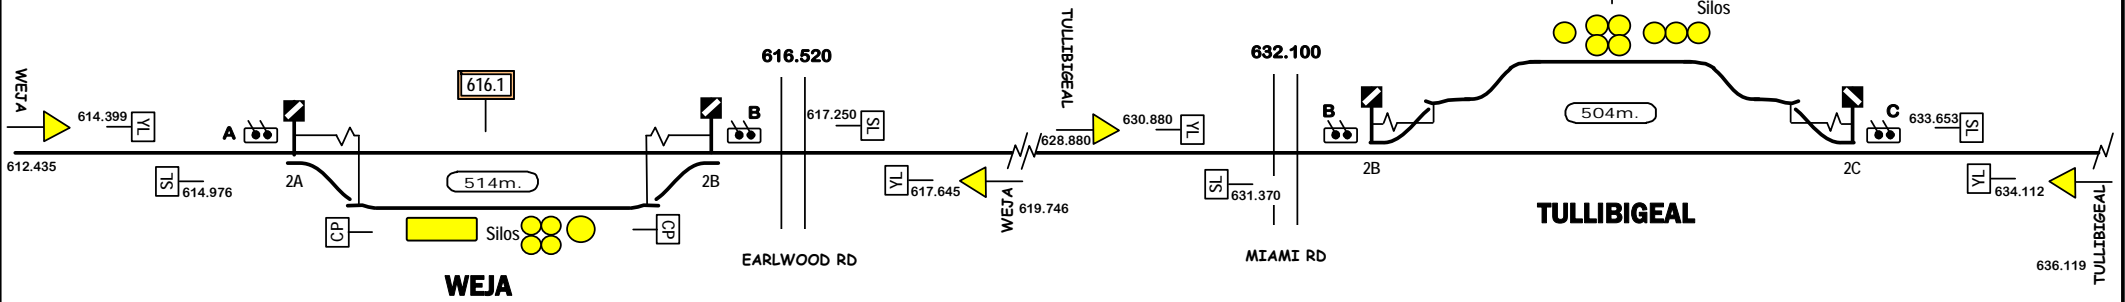 WEJA
612.435
614.399
YL
SL
614.976
A
2A
616.1
514m.
CP
Silos
CP
WEJA
2B
B
616.520
EARLWOOD RD
617.250
SL
YL
617.645
WEJA
619.746
TULLIBIGEAL
628.880
630.880
YL
SL
631.370
632.100
MIAMI RD
B
2B
Silos
504m.
TULLIBIGEAL
2C
C
633.653
SL
YL
634.112
636.119
TULLIBIGEAL